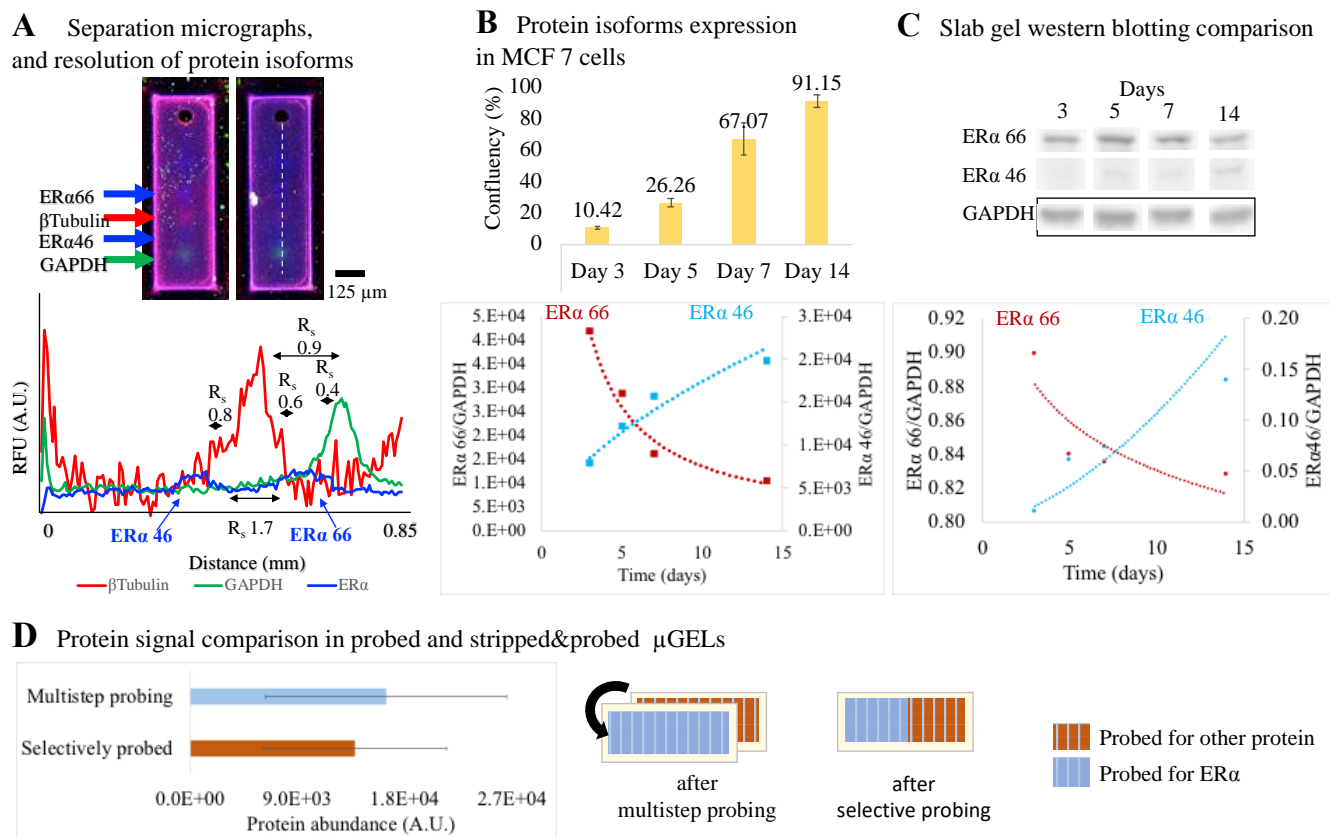 A Separation micrographs,
and resolution of protein isoforms
ERα66
βTubulin
ERα46
GAPDH
125 µm
RFU (A.U.)
Rs
0.9
Rs
0.8
Rs
0.6
Rs
0.4
Rs 1.7
ERα 46
ERα 66
0
0.85
Distance (mm)
βTubulin
GAPDH
ERα
B Protein isoforms expression
in MCF 7 cells
Confluency (%)
100
80
60
40
20
0
10.42
26.26
67.07
91.15
Day 3
Day 5
Day 7
Day 14
ERα 66
ERα 46
ERα 66/GAPDH
5.E+04
5.E+04
4.E+04
4.E+04
3.E+04
3.E+04
2.E+04
2.E+04
1.E+04
5.E+03
0.E+00
3.E+04
3.E+04
2.E+04
2.E+04
1.E+04
5.E+03
0.E+00
ERα 46/GAPDH
0
5
10
15
Time (days)
C Slab gel western blotting comparison
Days
3 5 7 14
ERα 66
ERα 46
GAPDH
ERα 66
ERα 46
ERα 66/GAPDH
0.92
0.90
0.88
0.86
0.84
0.82
0.80
0.20
0.15
0.10
0.05
0.00
ERα46/GAPDH
0
5
10
15
Time (days)
D Protein signal comparison in probed and stripped&probed µGELs
Multistep probing
Selectively probed
0.0E+00
9.0E+03
1.8E+04
2.7E+04
Protein abundance (A.U.)
after
multistep probing
after
selective probing
Probed for other protein
Probed for ERα